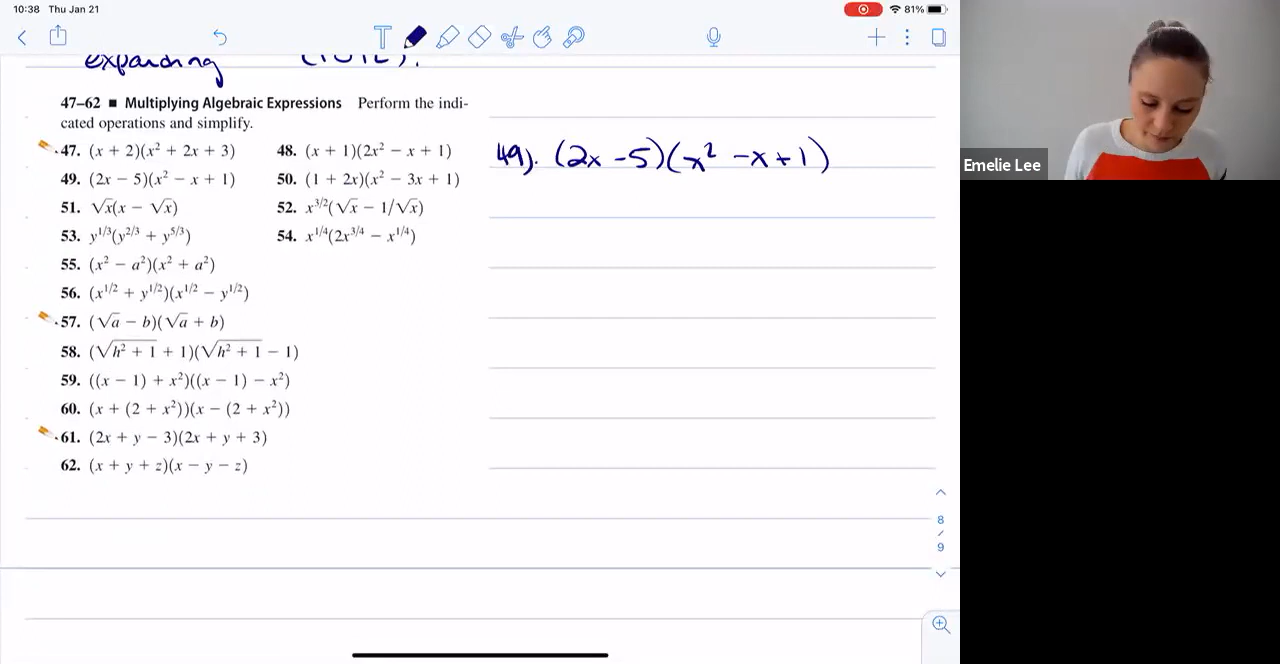 10:38 Thu Jan 21
81%
T
expanding (FOIL).
47–62 ■ Multiplying Algebraic Expressions Perform the indi-
cated operations and simplify.
47. (x + 2)(x² + 2x + 3) 48. (x + 1)(2x² − x + 1)
49. (2x − 5)(x² − x + 1) 50. (1 + 2x)(x² − 3x + 1)
51. √x(x − √x) 52. x^{3/2}(√x − 1/√x)
53. y^{1/3}(y^{2/3} + y^{5/3}) 54. x^{1/4}(2x^{3/4} − x^{1/4})
55. (x² − a²)(x² + a²)
56. (x^{1/2} + y^{1/2})(x^{1/2} − y^{1/2})
57. (√a − b)(√a + b)
58. (√(h² + 1) + 1)(√(h² + 1) − 1)
59. ((x − 1) + x²)((x − 1) − x²)
60. (x + (2 + x²))(x − (2 + x²))
61. (2x + y − 3)(2x + y + 3)
62. (x + y + z)(x − y − z)
49). (2x − 5)(x² − x + 1)
8
/
9
Emelie Lee